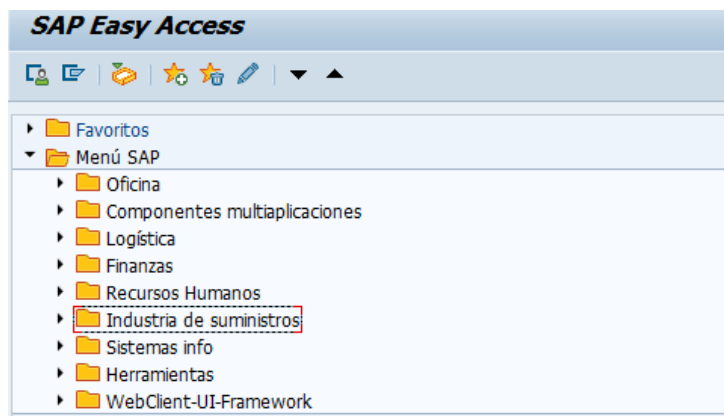 SAP Easy Access
Favoritos
Menú SAP
Oficina
Componentes multiaplicaciones
Logística
Finanzas
Recursos Humanos
Industria de suministros
Sistemas info
Herramientas
WebClient-UI-Framework